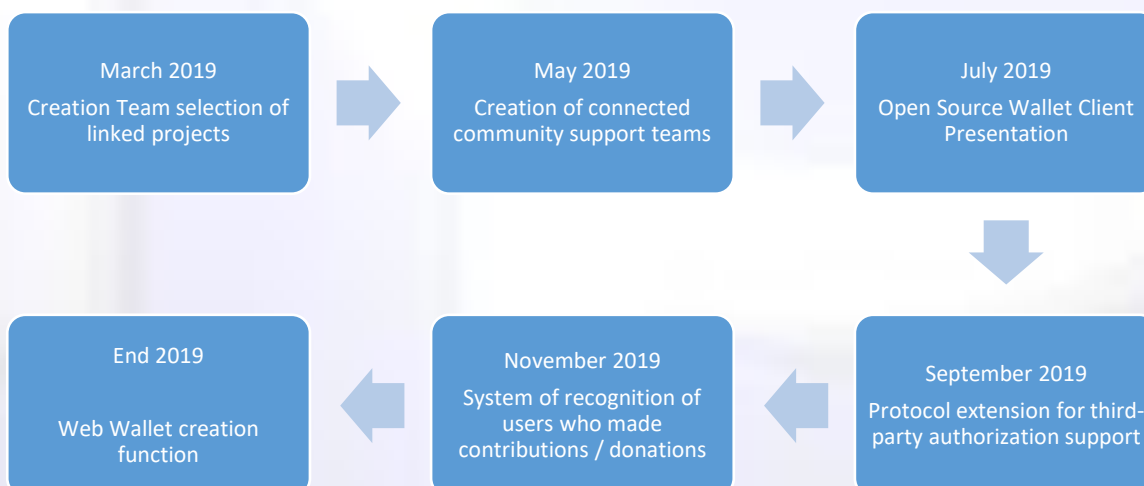 March 2019
Creation Team selection of
linked projects
May 2019
Creation of connected
community support teams
July 2019
Open Source Wallet Client
Presentation
September 2019
Protocol extension for third-
party authorization support
November 2019
System of recognition of
users who made
contributions / donations
End 2019
Web Wallet creation
function